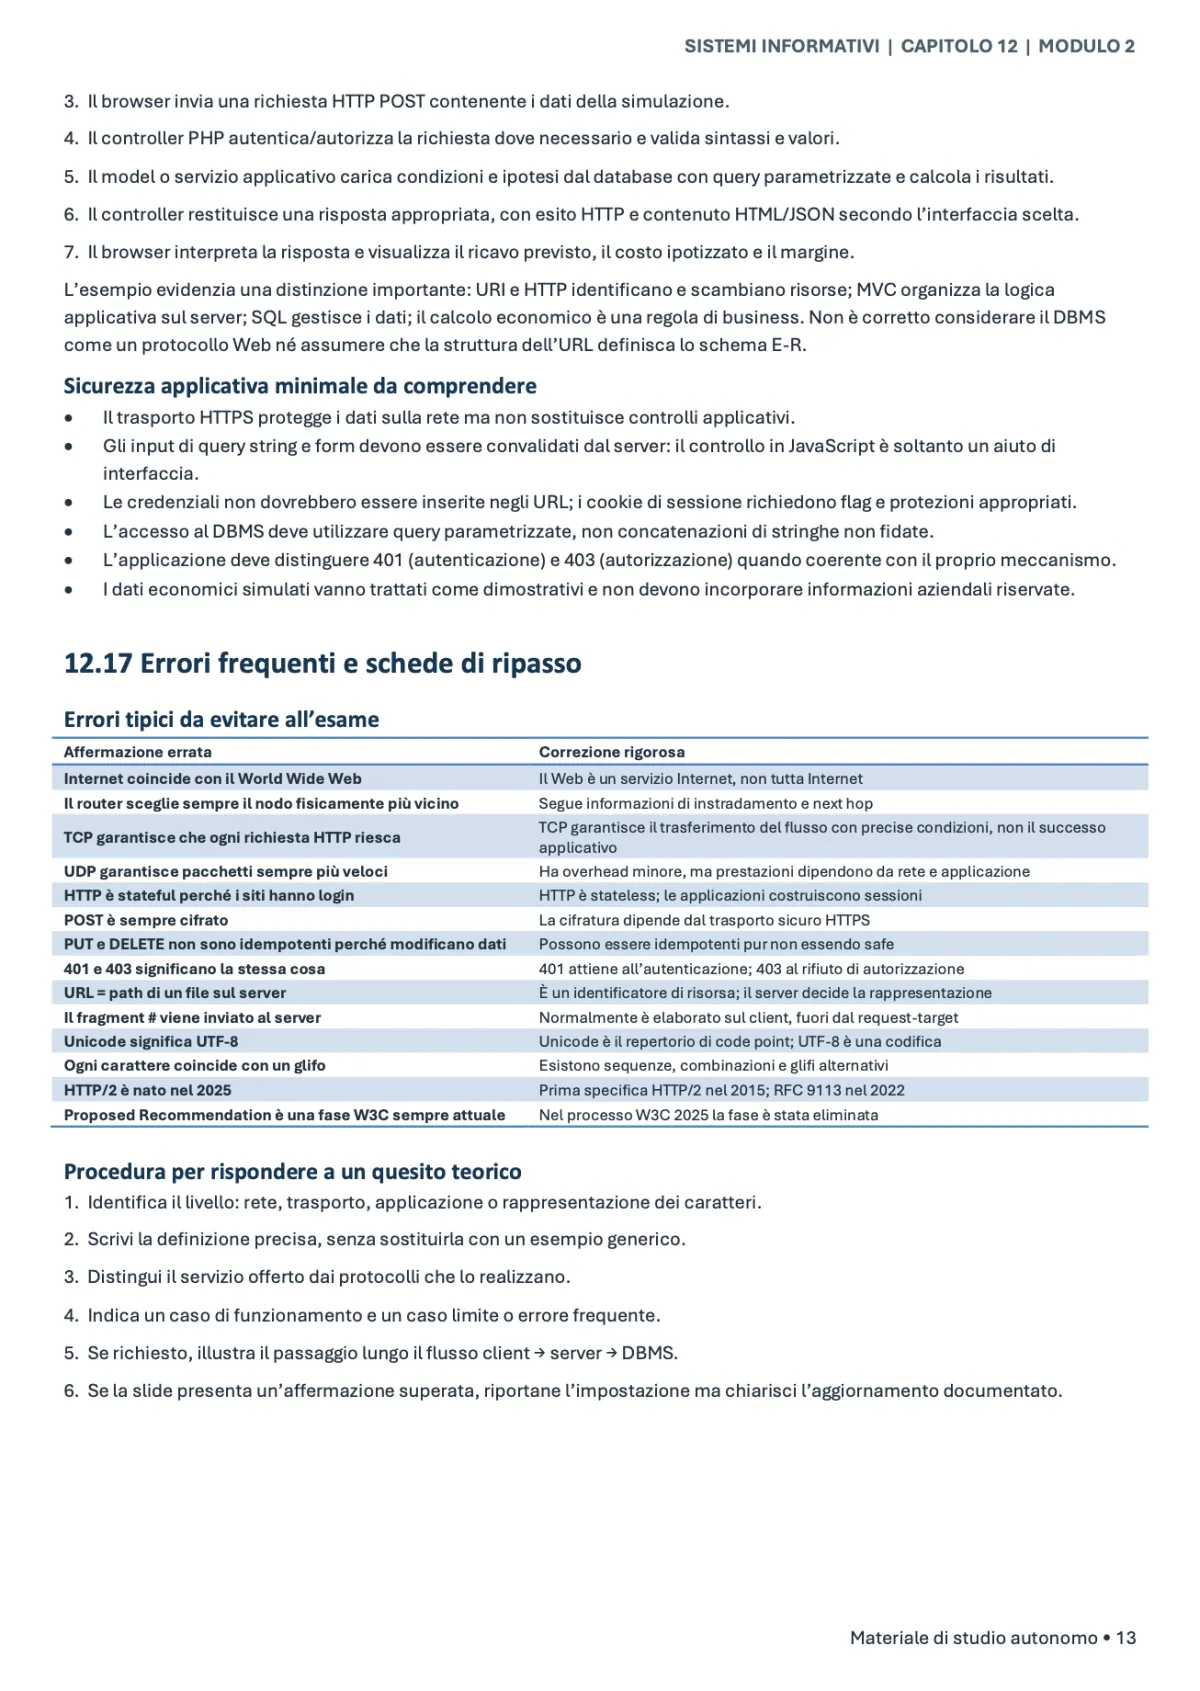 SISTEMI INFORMATIVI | CAPITOLO 12 | MODULO 2
3. Il browser invia una richiesta HTTP POST contenente i dati della simulazione.
4. Il controller PHP autentica/autorizza la richiesta dove necessario e valida sintassi e valori.
5. Il model o servizio applicativo carica condizioni e ipotesi dal database con query parametrizzate e calcola i risultati.
6. Il controller restituisce una risposta appropriata, con esito HTTP e contenuto HTML/JSON secondo l’interfaccia scelta.
7. Il browser interpreta la risposta e visualizza il ricavo previsto, il costo ipotizzato e il margine.
L’esempio evidenzia una distinzione importante: URI e HTTP identificano e scambiano risorse; MVC organizza la logica
applicativa sul server; SQL gestisce i dati; il calcolo economico è una regola di business. Non è corretto considerare il DBMS
come un protocollo Web né assumere che la struttura dell’URL definisca lo schema E-R.
Sicurezza applicativa minimale da comprendere
• Il trasporto HTTPS protegge i dati sulla rete ma non sostituisce controlli applicativi.
• Gli input di query string e form devono essere convalidati dal server: il controllo in JavaScript è soltanto un aiuto di
interfaccia.
• Le credenziali non dovrebbero essere inserite negli URL; i cookie di sessione richiedono flag e protezioni appropriati.
• L’accesso al DBMS deve utilizzare query parametrizzate, non concatenazioni di stringhe non fidate.
• L’applicazione deve distinguere 401 (autenticazione) e 403 (autorizzazione) quando coerente con il proprio meccanismo.
• I dati economici simulati vanno trattati come dimostrativi e non devono incorporare informazioni aziendali riservate.
12.17 Errori frequenti e schede di ripasso
Errori tipici da evitare all’esame
Affermazione errata Correzione rigorosa
Internet coincide con il World Wide Web Il Web è un servizio Internet, non tutta Internet
Il router sceglie sempre il nodo fisicamente più vicino Segue informazioni di instradamento e next hop
TCP garantisce che ogni richiesta HTTP riesca TCP garantisce il trasferimento del flusso con precise condizioni, non il successo
applicativo
UDP garantisce pacchetti sempre più veloci Ha overhead minore, ma prestazioni dipendono da rete e applicazione
HTTP è stateful perché i siti hanno login HTTP è stateless; le applicazioni costruiscono sessioni
POST è sempre cifrato La cifratura dipende dal trasporto sicuro HTTPS
PUT e DELETE non sono idempotenti perché modificano dati Possono essere idempotenti pur non essendo safe
401 e 403 significano la stessa cosa 401 attiene all’autenticazione; 403 al rifiuto di autorizzazione
URL = path di un file sul server È un identificatore di risorsa; il server decide la rappresentazione
Il fragment # viene inviato al server Normalmente è elaborato sul client, fuori dal request-target
Unicode significa UTF-8 Unicode è il repertorio di code point; UTF-8 è una codifica
Ogni carattere coincide con un glifo Esistono sequenze, combinazioni e glifi alternativi
HTTP/2 è nato nel 2025 Prima specifica HTTP/2 nel 2015; RFC 9113 nel 2022
Proposed Recommendation è una fase W3C sempre attuale Nel processo W3C 2025 la fase è stata eliminata
Procedura per rispondere a un quesito teorico
1. Identifica il livello: rete, trasporto, applicazione o rappresentazione dei caratteri.
2. Scrivi la definizione precisa, senza sostituirla con un esempio generico.
3. Distingui il servizio offerto dai protocolli che lo realizzano.
4. Indica un caso di funzionamento e un caso limite o errore frequente.
5. Se richiesto, illustra il passaggio lungo il flusso client → server → DBMS.
6. Se la slide presenta un’affermazione superata, riportane l’impostazione ma chiarisci l’aggiornamento documentato.
Materiale di studio autonomo • 13